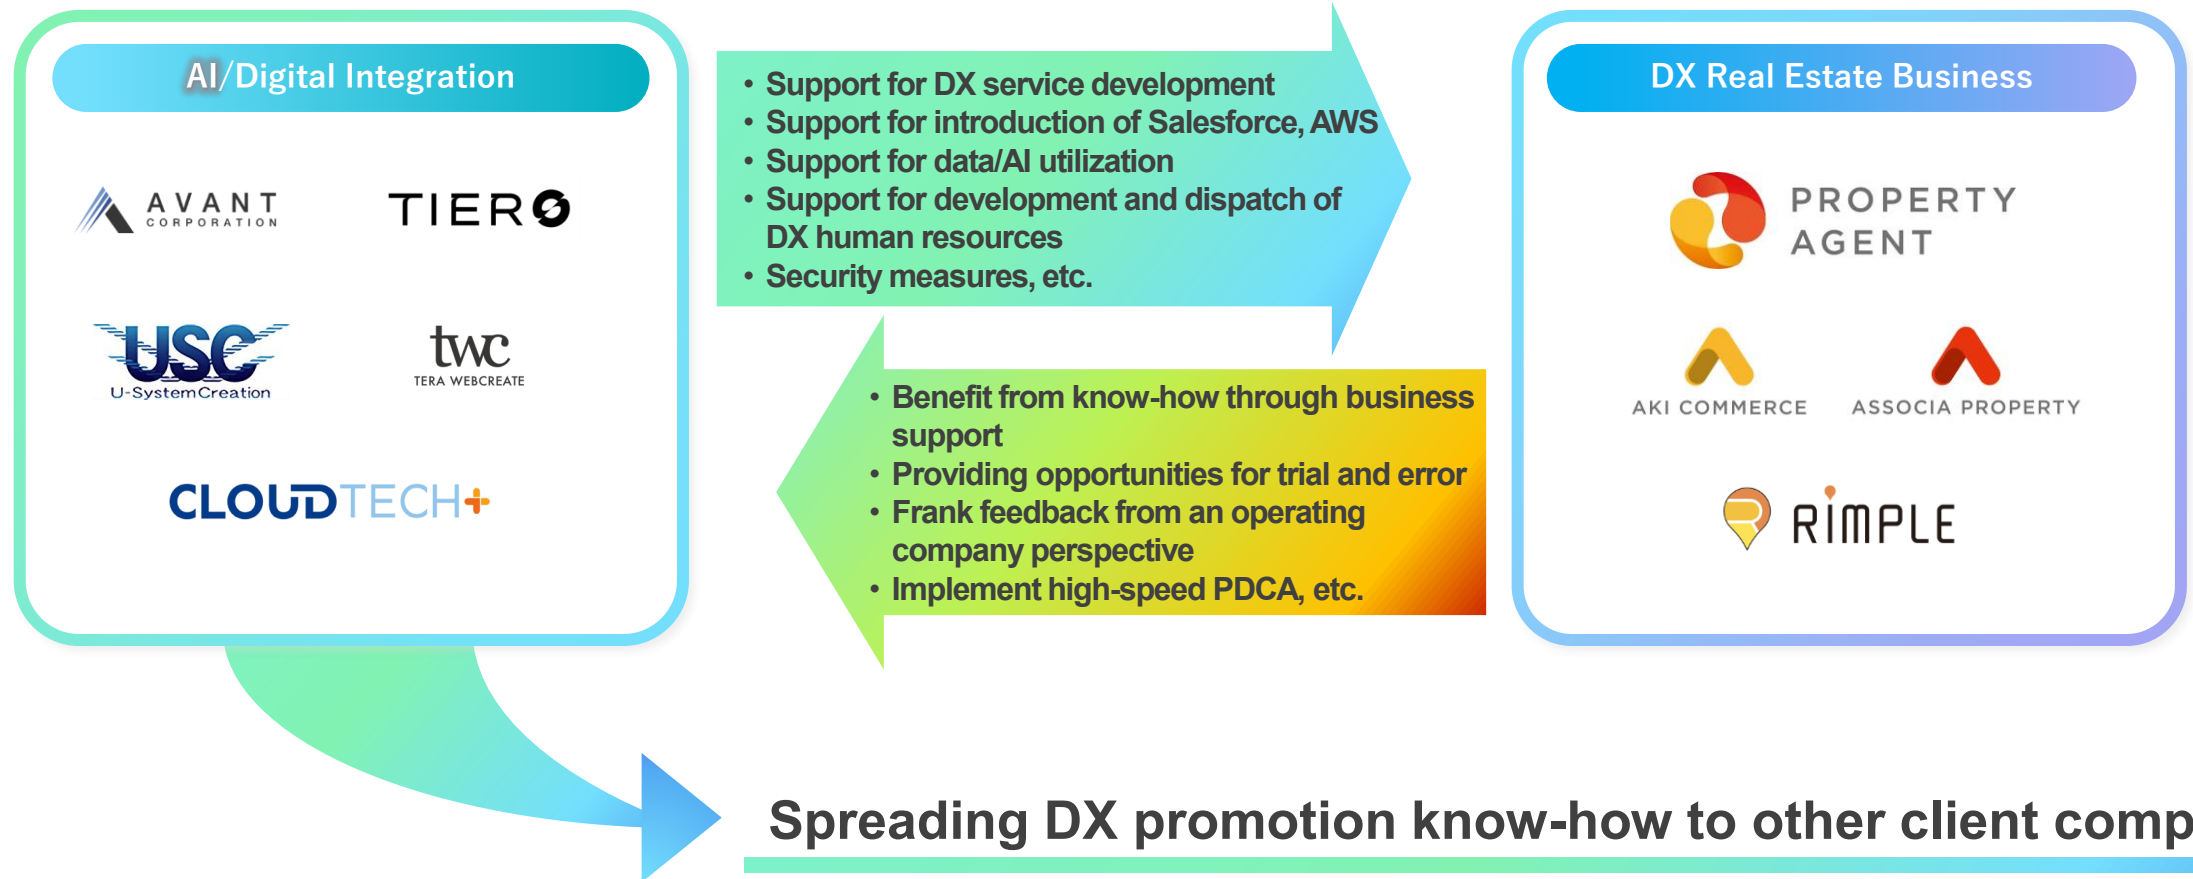 AI/Digital Integration
AVANT
CORPORATION
TIER
USC
U-SystemCreation
twc
TERA WEBCREATE
CLOUDTECH+
• Support for DX service development
• Support for introduction of Salesforce, AWS
• Support for data/AI utilization
• Support for development and dispatch of
DX human resources
• Security measures, etc.
• Benefit from know-how through business
support
• Providing opportunities for trial and error
• Frank feedback from an operating
company perspective
• Implement high-speed PDCA, etc.
DX Real Estate Business
PROPERTY
AGENT
AKI COMMERCE
ASSOCIA PROPERTY
RIMPLE
Spreading DX promotion know-how to other client comp